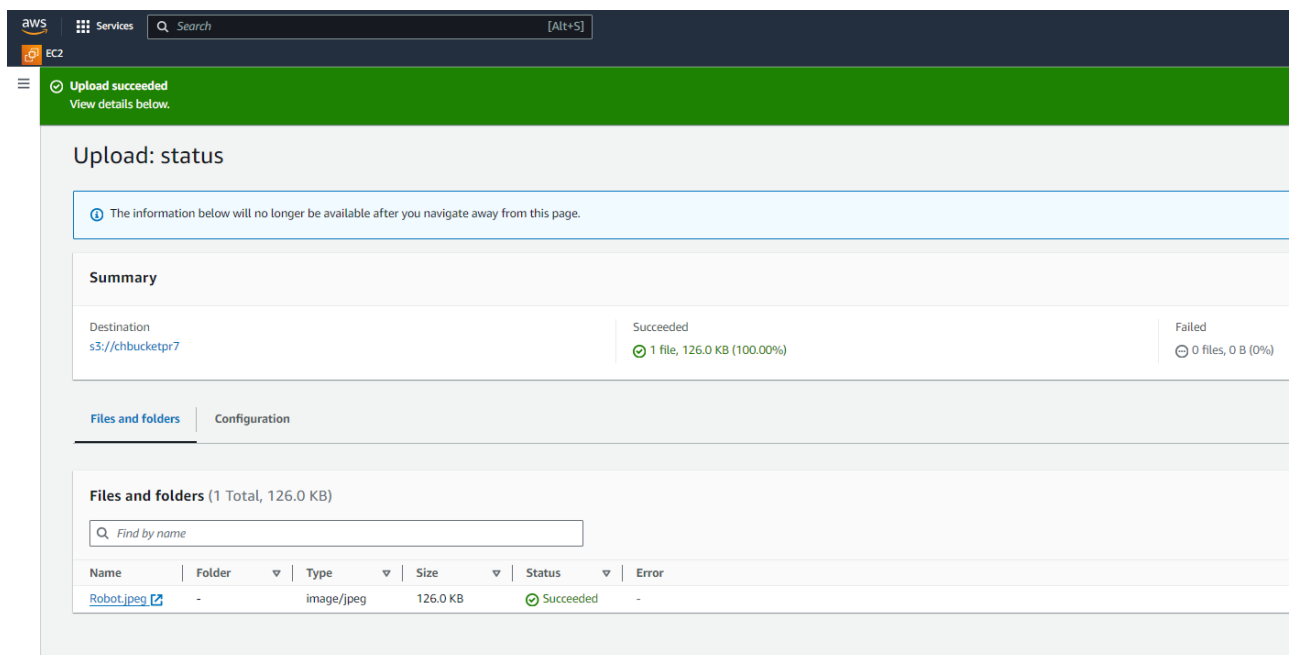 aws Services Search [Alt+S]
EC2
Upload succeeded
View details below.
Upload: status
The information below will no longer be available after you navigate away from this page.
Summary
Destination Succeeded Failed
s3://chbucketpr7 1 file, 126.0 KB (100.00%) 0 files, 0 B (0%)
Files and folders Configuration
Files and folders (1 Total, 126.0 KB)
Find by name
Name Folder Type Size Status Error
Robot.jpeg - image/jpeg 126.0 KB Succeeded -